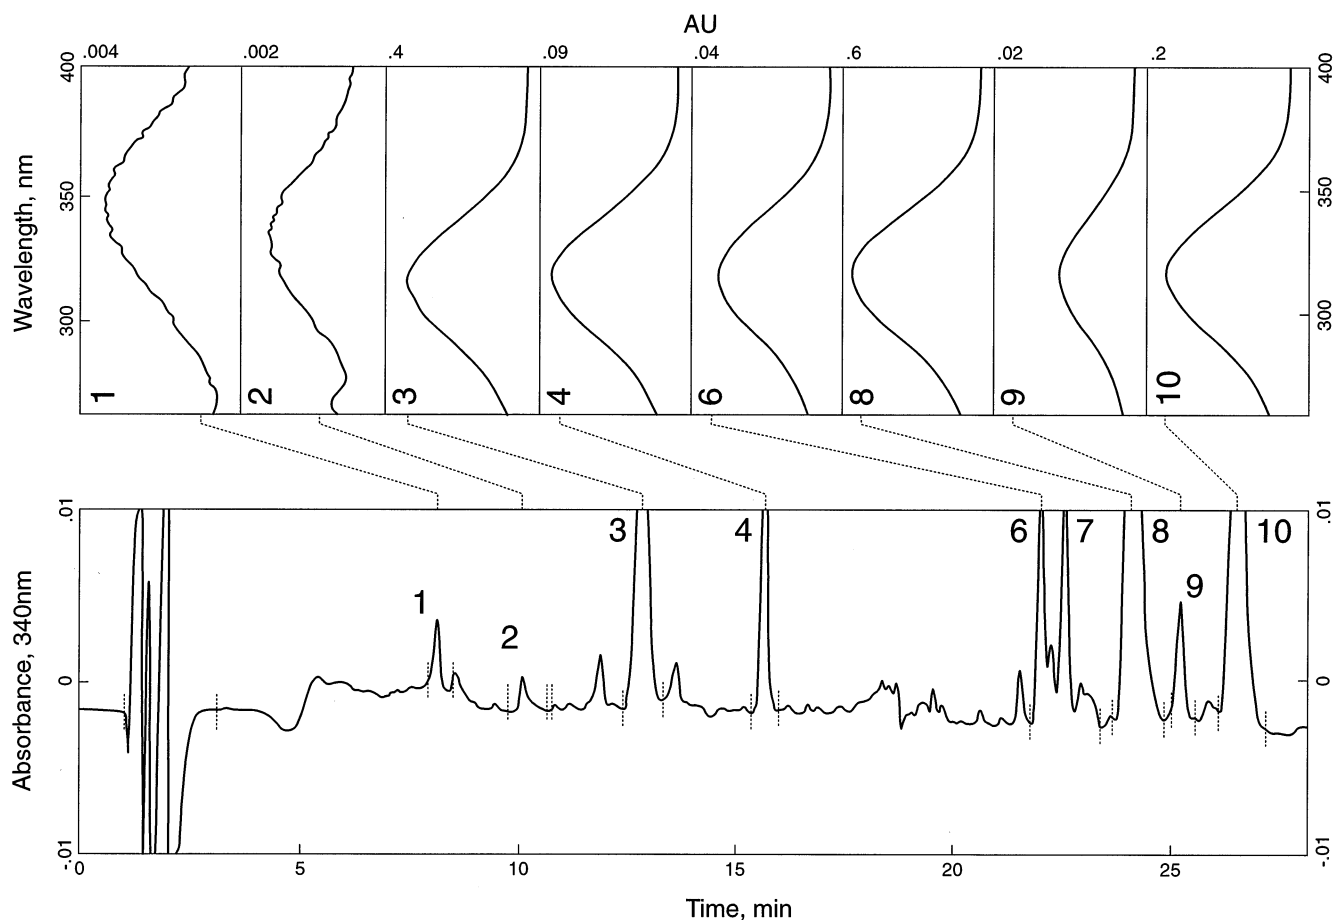 AU
.004 .002 .4 .09 .04 .6 .02 .2
400 400
350 350
300 300
Wavelength, nm
1 2 3 4 6 8 9 10
.01 .01
3 4 6 7 8 10
1 2 9
0 0
-.01 -.01
Absorbance, 340nm
0 5 10 15 20 25
Time, min